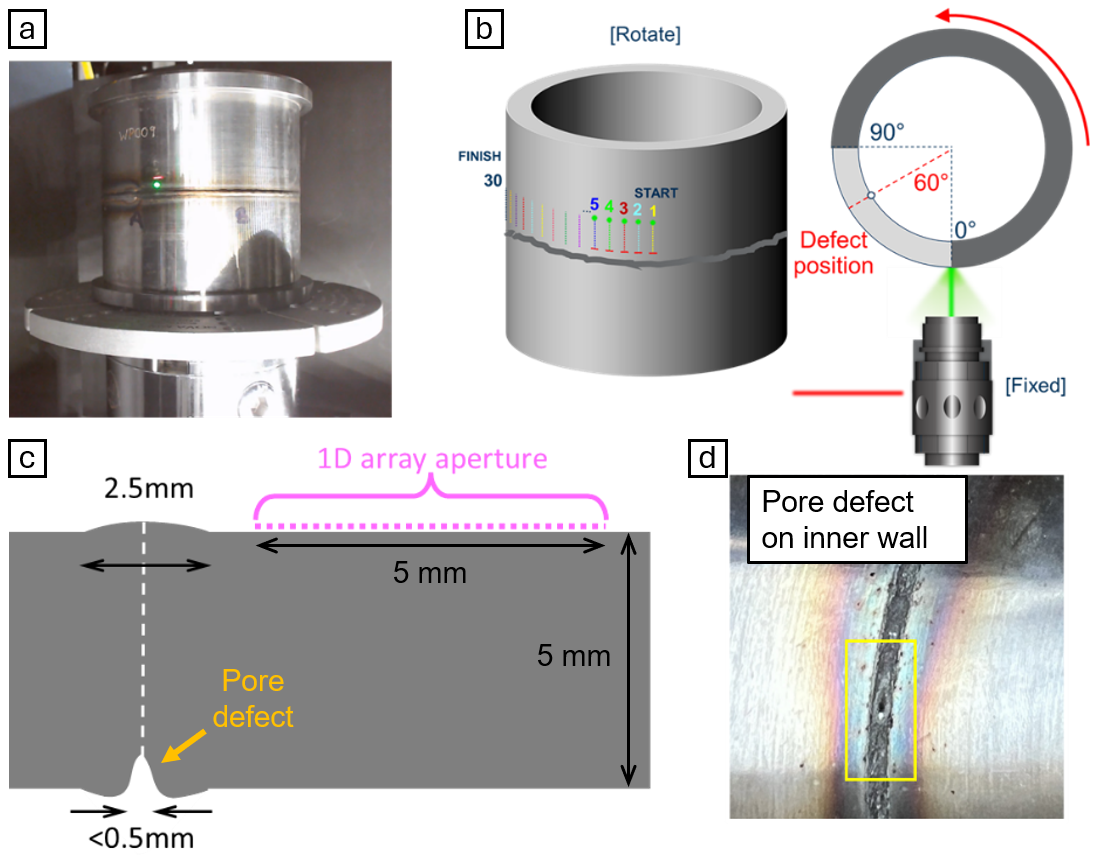 a
WP009
b
[Rotate]
FINISH
30
START
... 5 4 3 2 1
90°
60°
0°
Defect
position
[Fixed]
c
1D array aperture
2.5mm
5 mm
5 mm
Pore
defect
<0.5mm
d
Pore defect
on inner wall